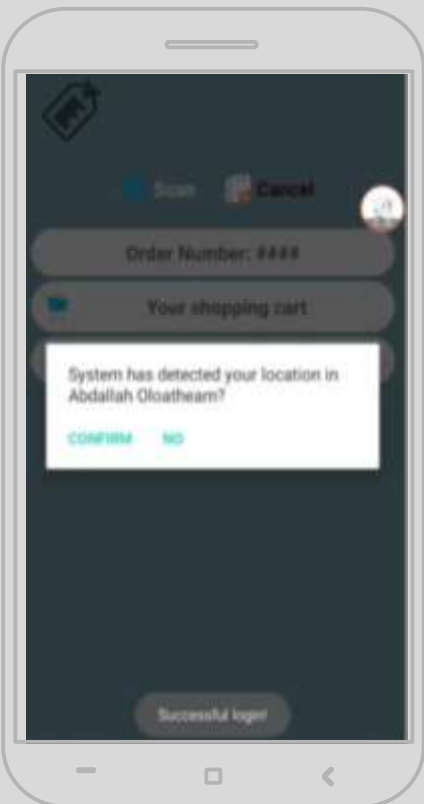 Scan Cancel
Order Number: ####
Your shopping cart
System has detected your location in
Abdallah Oloatheam?
CONFIRM NO
Successful login!